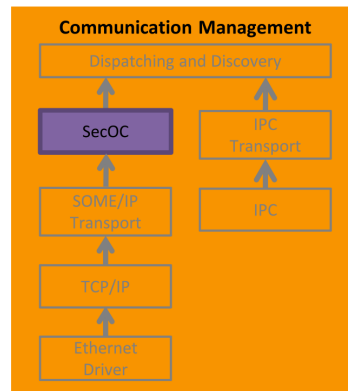 Communication Management
Dispatching and Discovery
SecOC
IPC
Transport
SOME/IP
Transport
IPC
TCP/IP
Ethernet
Driver